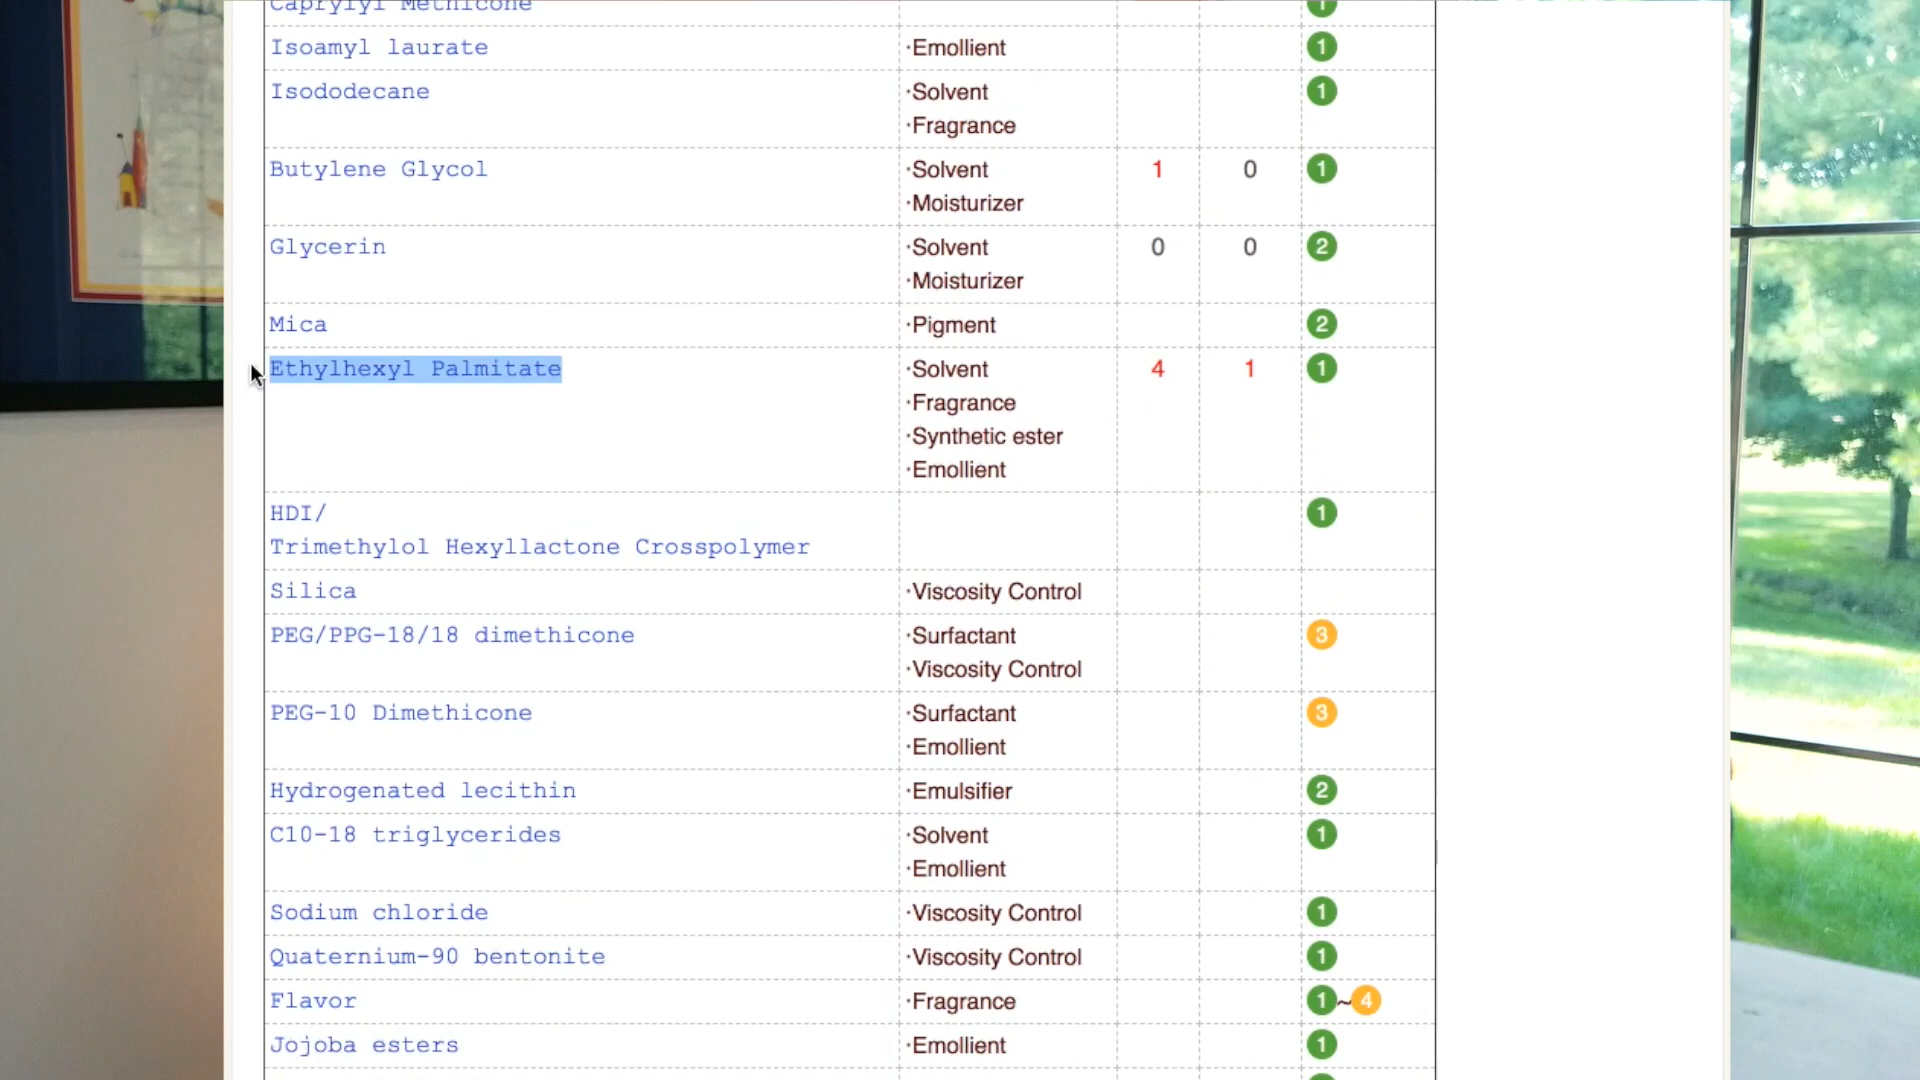 Caprylyl Methicone 1
Isoamyl laurate ·Emollient 1
Isododecane ·Solvent 1
·Fragrance
Butylene Glycol ·Solvent 1 0 1
·Moisturizer
Glycerin ·Solvent 0 0 2
·Moisturizer
Mica ·Pigment 2
Ethylhexyl Palmitate ·Solvent 4 1 1
·Fragrance
·Synthetic ester
·Emollient
HDI/ 1
Trimethylol Hexyllactone Crosspolymer
Silica ·Viscosity Control
PEG/PPG-18/18 dimethicone ·Surfactant 3
·Viscosity Control
PEG-10 Dimethicone ·Surfactant 3
·Emollient
Hydrogenated lecithin ·Emulsifier 2
C10-18 triglycerides ·Solvent 1
·Emollient
Sodium chloride ·Viscosity Control 1
Quaternium-90 bentonite ·Viscosity Control 1
Flavor ·Fragrance 1~4
Jojoba esters ·Emollient 1